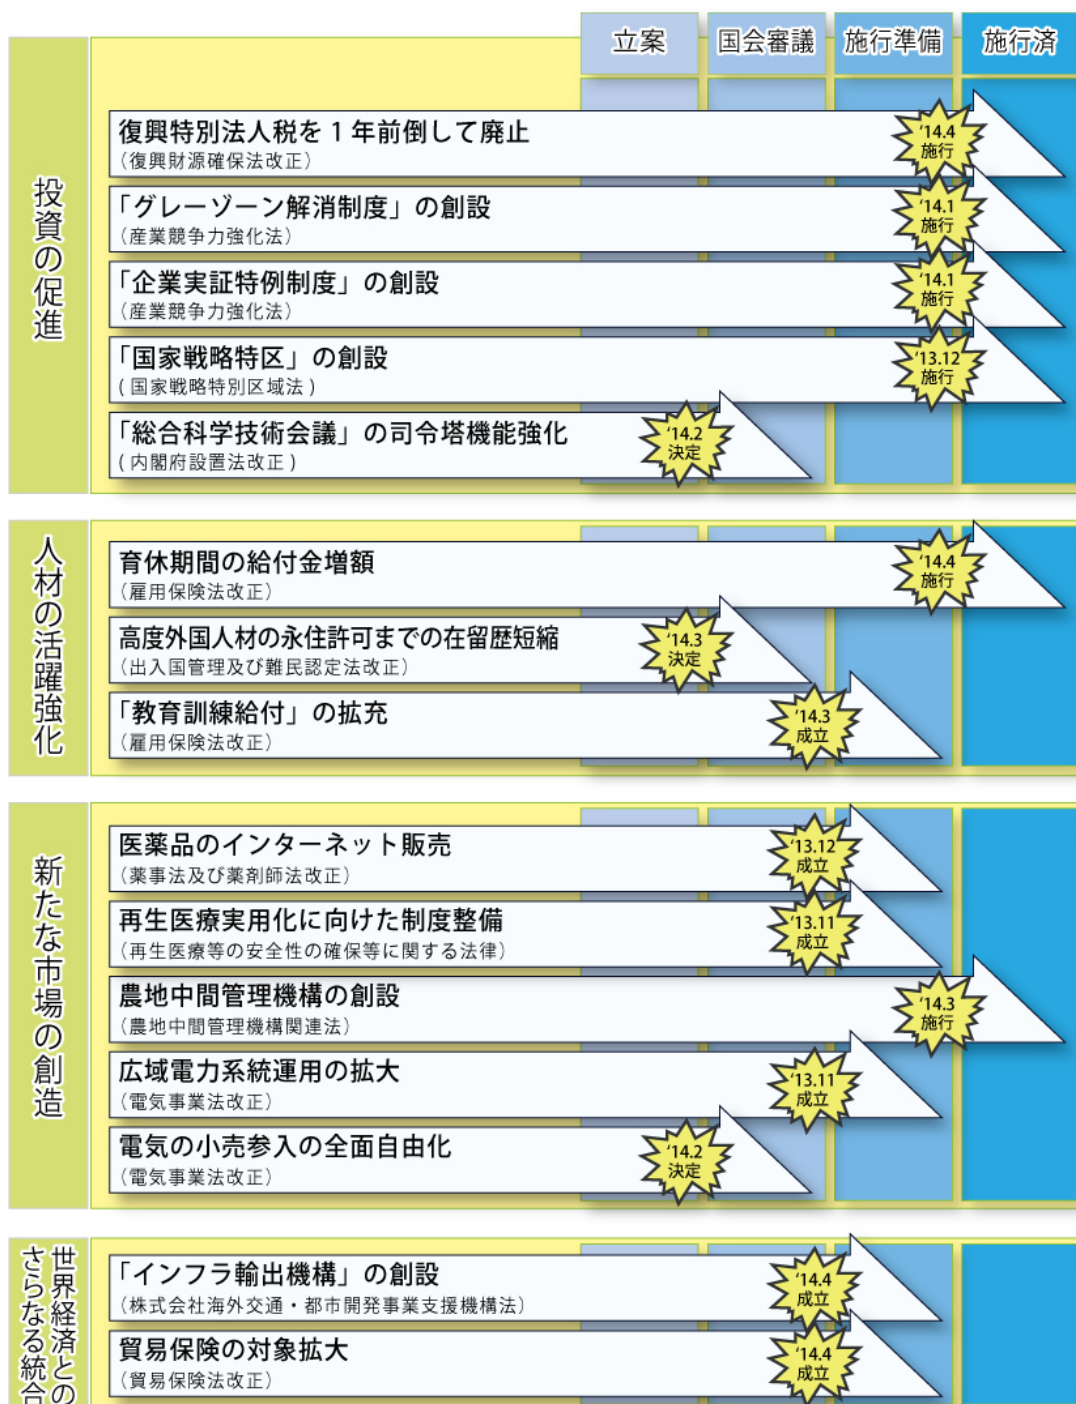 立案
国会審議
施行準備
施行済
投資の促進
復興特別法人税を1年前倒して廃止
（復興財源確保法改正）
'14.4
施行
「グレーゾーン解消制度」の創設
（産業競争力強化法）
'14.1
施行
「企業実証特例制度」の創設
（産業競争力強化法）
'14.1
施行
「国家戦略特区」の創設
(国家戦略特別区域法)
'13.12
施行
「総合科学技術会議」の司令塔機能強化
(内閣府設置法改正)
'14.2
決定
人材の活躍強化
育休期間の給付金増額
（雇用保険法改正）
'14.4
施行
高度外国人材の永住許可までの在留歴短縮
（出入国管理及び難民認定法改正）
'14.3
決定
「教育訓練給付」の拡充
（雇用保険法改正）
'14.3
成立
新たな市場の創造
医薬品のインターネット販売
（薬事法及び薬剤師法改正）
'13.12
成立
再生医療実用化に向けた制度整備
（再生医療等の安全性の確保等に関する法律）
'13.11
成立
農地中間管理機構の創設
（農地中間管理機構関連法）
'14.3
施行
広域電力系統運用の拡大
（電気事業法改正）
'13.11
成立
電気の小売参入の全面自由化
（電気事業法改正）
'14.2
決定
世界経済との
さらなる統合
「インフラ輸出機構」の創設
（株式会社海外交通・都市開発事業支援機構法）
'14.4
成立
貿易保険の対象拡大
（貿易保険法改正）
'14.4
成立